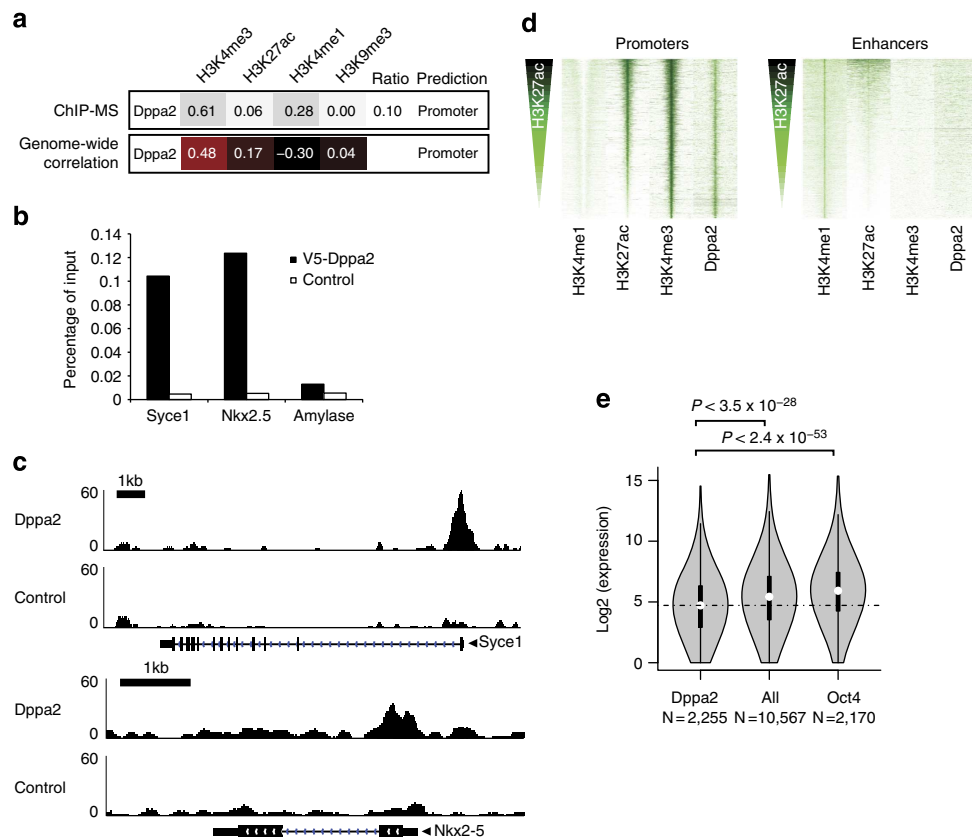 a
H3K4me3 H3K27ac H3K4me1 H3K9me3 Ratio Prediction
ChIP-MS Dppa2 0.61 0.06 0.28 0.00 0.10 Promoter
Genome-wide correlation Dppa2 0.48 0.17 −0.30 0.04 Promoter
b
Percentage of input
0.14
0.12
0.1
0.08
0.06
0.04
0.02
0
V5-Dppa2
Control
Syce1 Nkx2.5 Amylase
c
1kb
60
Dppa2
0
60
Control
0
Syce1
1kb
60
Dppa2
0
60
Control
0
Nkx2-5
d
Promoters Enhancers
H3K27ac H3K27ac
H3K4me1 H3K27ac H3K4me3 Dppa2
H3K4me1 H3K27ac H3K4me3 Dppa2
e
P < 3.5 x 10−28
P < 2.4 x 10−53
Log2 (expression)
15
10
5
0
Dppa2 All Oct4
N=2,255 N=10,567 N=2,170